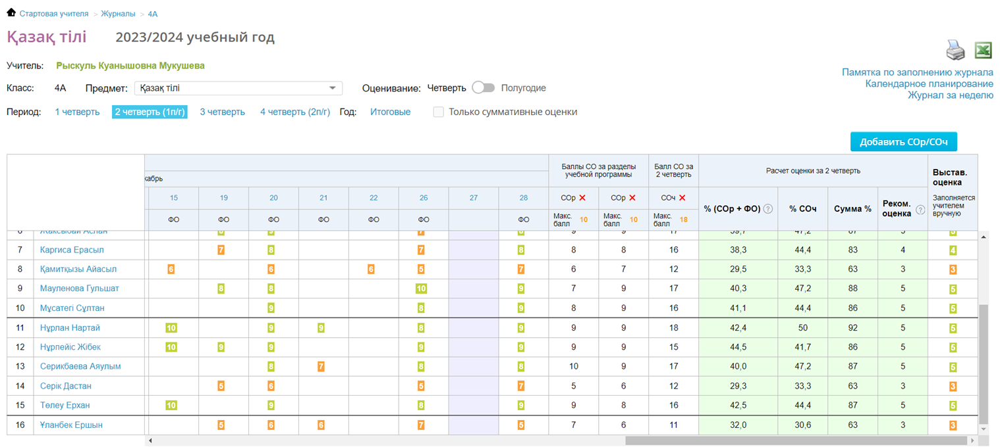 Стартовая учителя > Журналы > 4А
Қазақ тілі 2023/2024 учебный год
Учитель: Рыскуль Куанышовна Мукушева
Памятка по заполнению журнала
Класс: 4А Предмет: Қазақ тілі Оценивание: Четверть Полугодие
Календарное планирование
Журнал за неделю
Период: 1 четверть 2 четверть (1п/г) 3 четверть 4 четверть (2п/г) Год: Итоговые Только суммативные оценки
Добавить СОр/СОч
Баллы СО за разделы учебной программы
Балл СО за 2 четверть
Расчет оценки за 2 четверть
Выстав. оценка
Заполняется учителем вручную
кабрь
15 19 20 21 22 26 27 28 СОр СОр СОч
% (СОр + ФО) ? % СОч Сумма % Реком. оценка ?
ФО ФО ФО ФО ФО ФО ФО Макс. балл 10 Макс. балл 10 Макс. балл 18
Жаксыбай Аслан 9 9 17 39,7 47,2 87 5 5
7 Каргиса Ерасыл 7 8 7 8 8 8 16 38,3 44,4 83 4 4
8 Қамитқызы Айасыл 6 6 6 5 7 6 7 12 29,5 33,3 63 3 3
9 Мауленова Гульшат 8 8 10 9 7 9 17 40,3 47,2 88 5 5
10 Мұсатегі Сұлтан 9 8 9 8 9 16 41,1 44,4 86 5 5
11 Нұрлан Нартай 10 9 9 8 9 9 9 18 42,4 50 92 5 5
12 Нұрпейіс Жібек 10 9 9 8 9 9 9 15 44,5 41,7 86 5 5
13 Серикбаева Аяулым 8 7 8 8 10 9 17 40,0 47,2 87 5 5
14 Серік Дастан 5 6 5 7 5 6 12 29,3 33,3 63 3 3
15 Төлеу Ерхан 10 9 8 9 9 8 16 42,5 44,4 87 5 5
16 Ұланбек Ершын 5 6 6 7 5 7 6 11 32,0 30,6 63 3 3